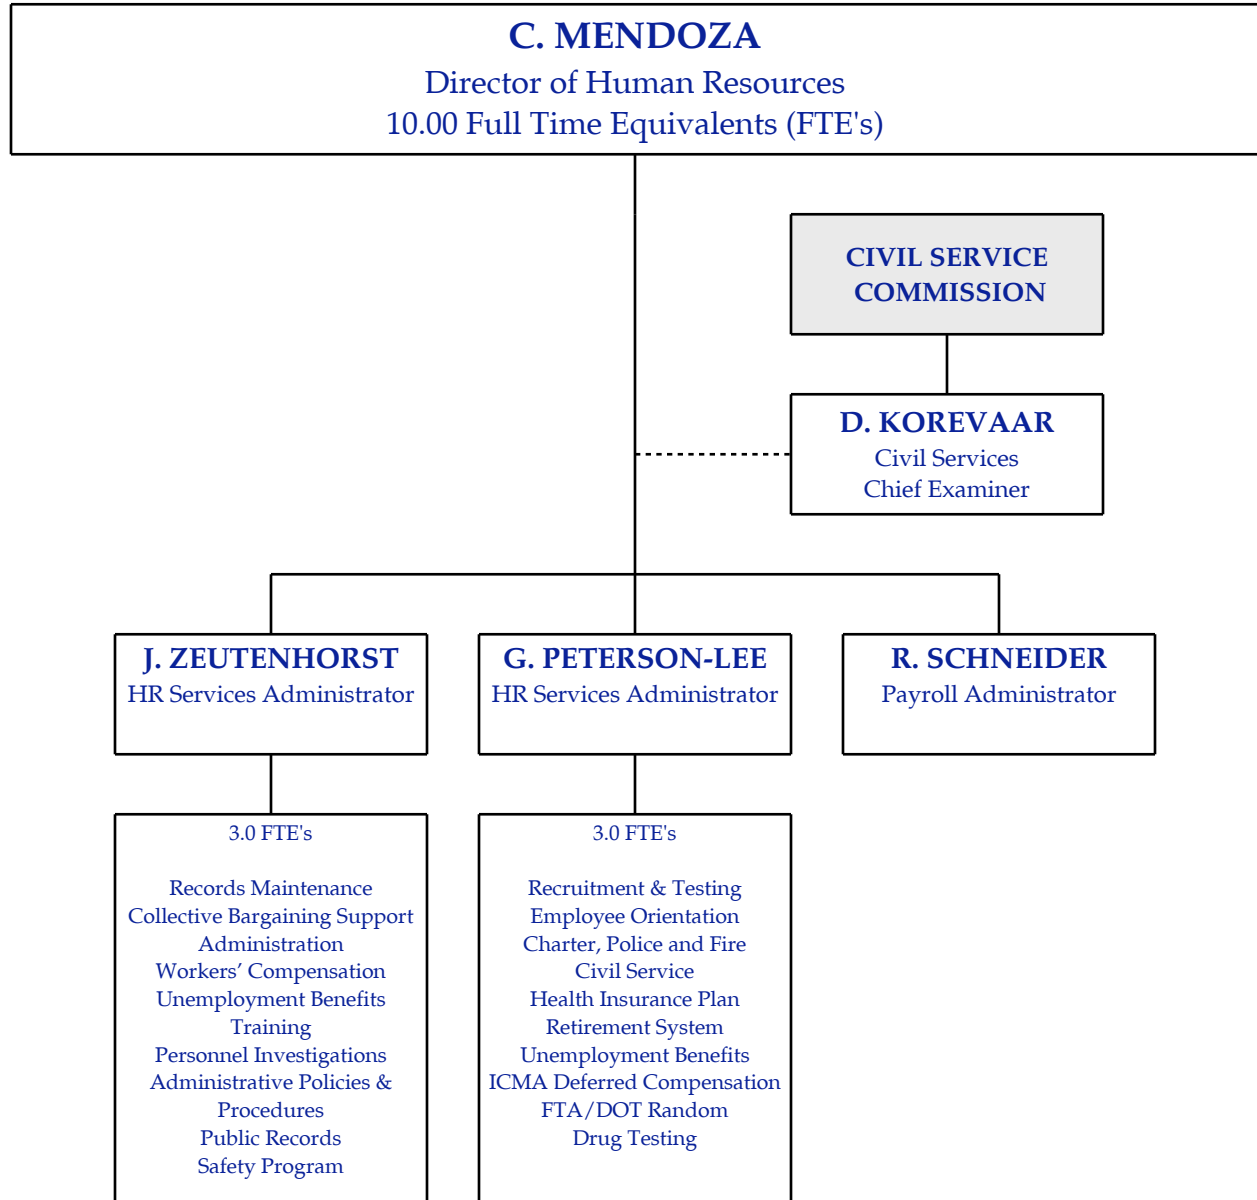 C. MENDOZA
Director of Human Resources
10.00 Full Time Equivalents (FTE's)
CIVIL SERVICE
COMMISSION
D. KOREVAAR
Civil Services
Chief Examiner
J. ZEUTENHORST
HR Services Administrator
G. PETERSON-LEE
HR Services Administrator
R. SCHNEIDER
Payroll Administrator
3.0 FTE's
Records Maintenance
Collective Bargaining Support
Administration
Workers’ Compensation
Unemployment Benefits
Training
Personnel Investigations
Administrative Policies &
Procedures
Public Records
Safety Program
3.0 FTE's
Recruitment & Testing
Employee Orientation
Charter, Police and Fire
Civil Service
Health Insurance Plan
Retirement System
Unemployment Benefits
ICMA Deferred Compensation
FTA/DOT Random
Drug Testing